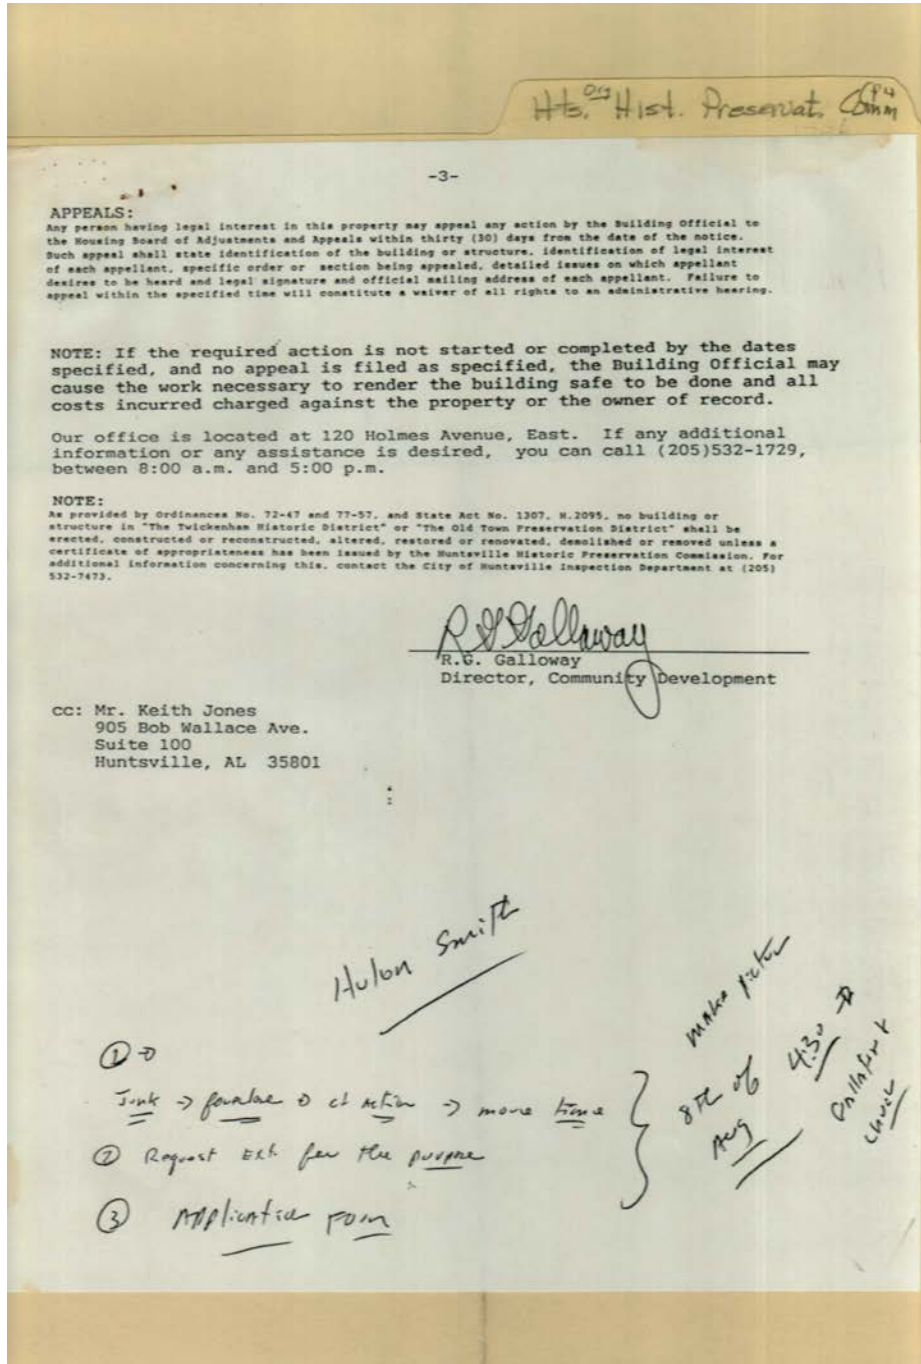 Hts. Org Hist. Preservat. Comm
-3-
APPEALS:
Any person having legal interest in this property may appeal any action by the Building Official to
the Housing Board of Adjustments and Appeals within thirty (30) days from the date of the notice.
Such appeal shall state identification of the building or structure, identification of legal interest
of each appellant, specific order or section being appealed, detailed issues on which appellant
desires to be heard and legal signature and official mailing address of each appellant. Failure to
appeal within the specified time will constitute a waiver of all rights to an administrative hearing.
NOTE: If the required action is not started or completed by the dates
specified, and no appeal is filed as specified, the Building Official may
cause the work necessary to render the building safe to be done and all
costs incurred charged against the property or the owner of record.
Our office is located at 120 Holmes Avenue, East. If any additional
information or any assistance is desired, you can call (205)532-1729,
between 8:00 a.m. and 5:00 p.m.
NOTE:
As provided by Ordinances No. 72-47 and 77-57, and State Act No. 1307, H.2095, no building or
structure in "The Twickenham Historic District" or "The Old Town Preservation District" shall be
erected, constructed or reconstructed, altered, restored or renovated, demolished or removed unless a
certificate of appropriateness has been issued by the Huntsville Historic Preservation Commission. For
additional information concerning this, contact the City of Huntsville Inspection Department at (205)
532-7473.
R G Gallaway
R.G. Galloway
Director, Community Development
cc: Mr. Keith Jones
905 Bob Wallace Ave.
Suite 100
Huntsville, AL 35801
Hulon Smith
①
Junk → → ct Action → more time
② Request Ext. for the purpose
③ Application Form
make pictur
8th of
Aug
4:30 →